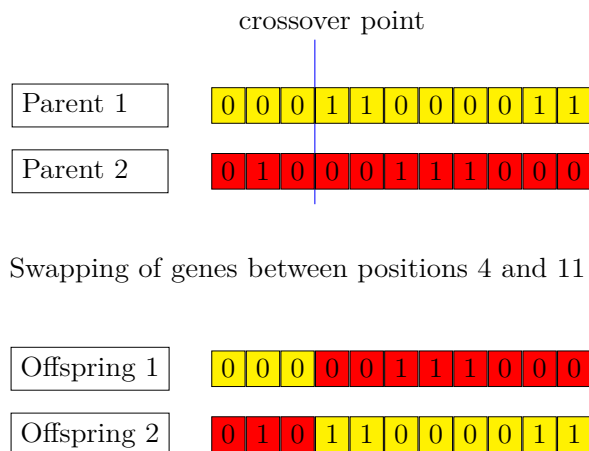 crossover point
Parent 1 0 0 0 1 1 0 0 0 0 1 1
Parent 2 0 1 0 0 0 1 1 1 0 0 0
Swapping of genes between positions 4 and 11
Offspring 1 0 0 0 0 0 1 1 1 0 0 0
Offspring 2 0 1 0 1 1 0 0 0 0 1 1